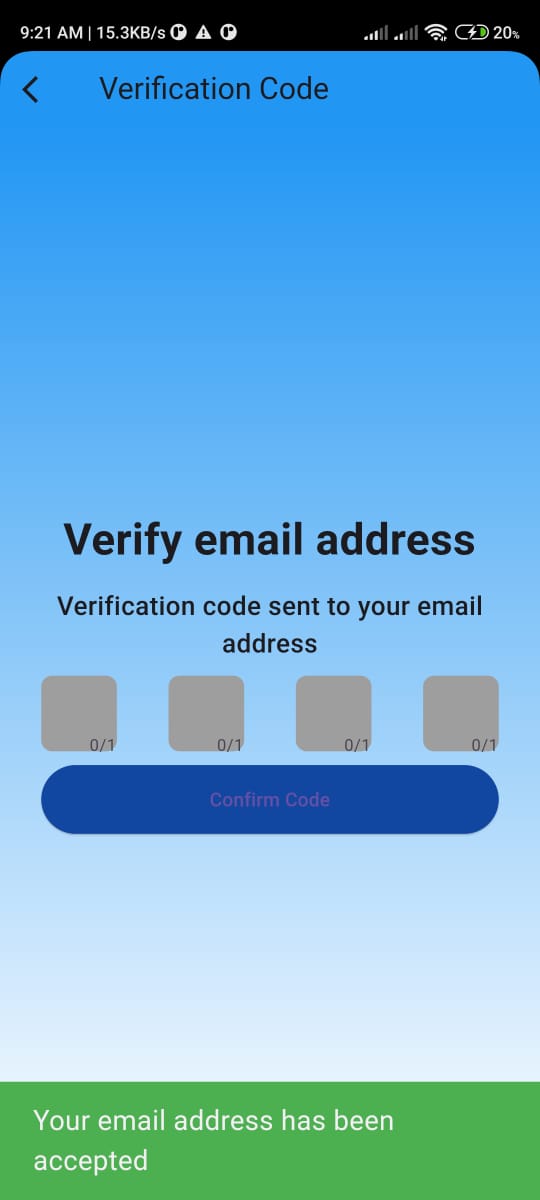 9:21 AM | 15.3KB/s 20%
Verification Code
Verify email address
Verification code sent to your email
address
0/1 0/1 0/1 0/1
Confirm Code
Your email address has been
accepted